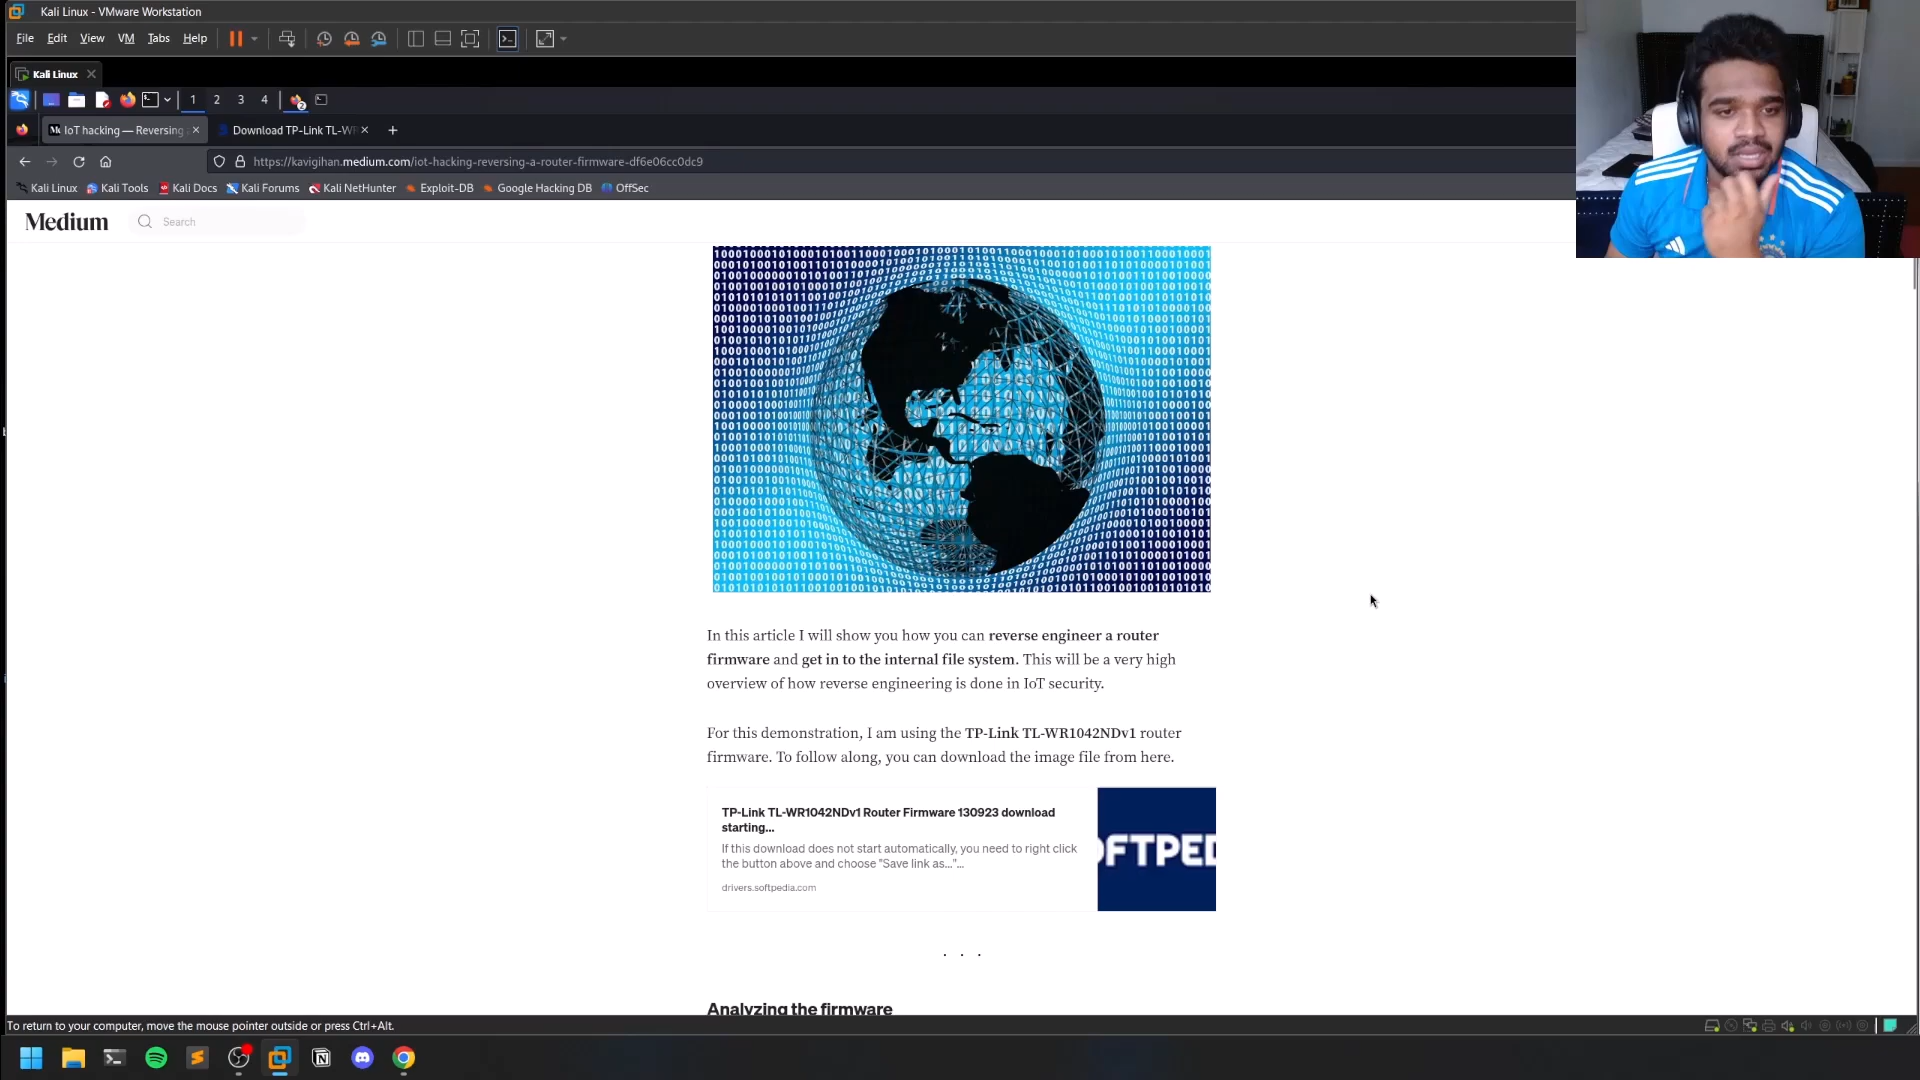 Kali Linux - VMware Workstation
File Edit View VM Tabs Help
Kali Linux
1 2 3 4
IoT hacking — Reversing
Download TP-Link TL-WR
https://kavigihan.medium.com/iot-hacking-reversing-a-router-firmware-df6e06cc0dc9
Kali Linux Kali Tools Kali Docs Kali Forums Kali NetHunter Exploit-DB Google Hacking DB OffSec
Medium
Search
In this article I will show you how you can reverse engineer a router
firmware and get in to the internal file system. This will be a very high
overview of how reverse engineering is done in IoT security.
For this demonstration, I am using the TP-Link TL-WR1042NDv1 router
firmware. To follow along, you can download the image file from here.
TP-Link TL-WR1042NDv1 Router Firmware 130923 download
starting...
If this download does not start automatically, you need to right click
the button above and choose "Save link as..."...
drivers.softpedia.com
OFTPED
. . .
Analyzing the firmware
To return to your computer, move the mouse pointer outside or press Ctrl+Alt.